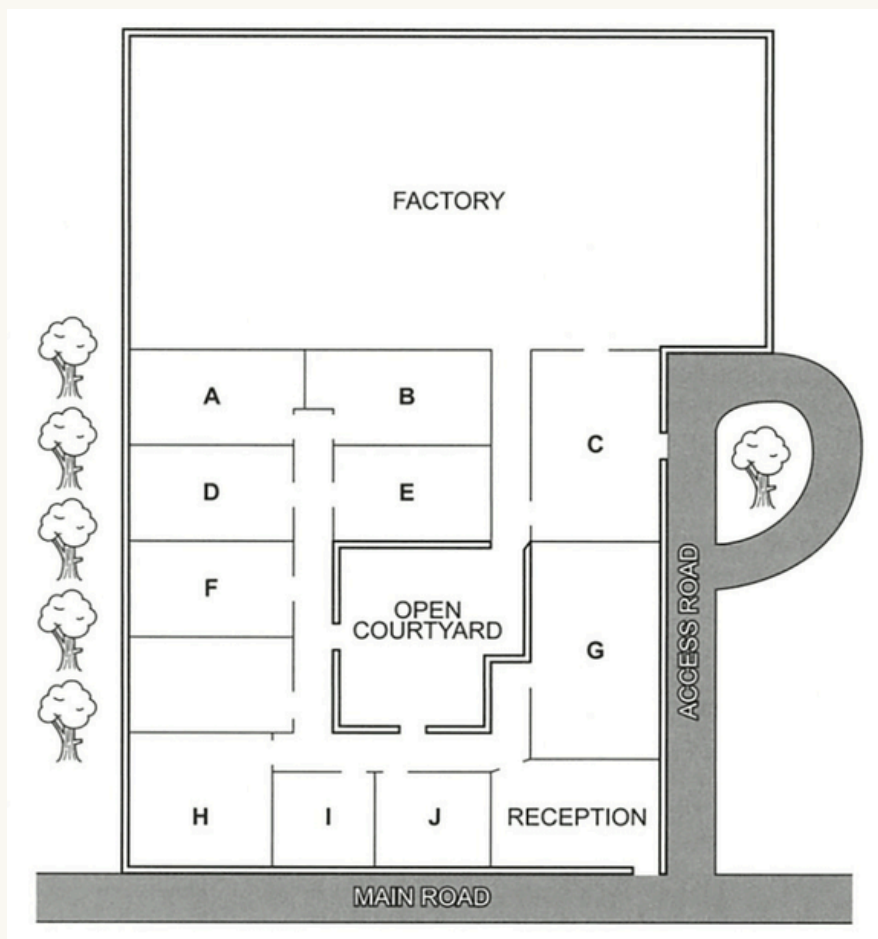 FACTORY
A
B
C
D
E
F
OPEN
COURTYARD
G
ACCESS ROAD
H
I
J
RECEPTION
MAIN ROAD